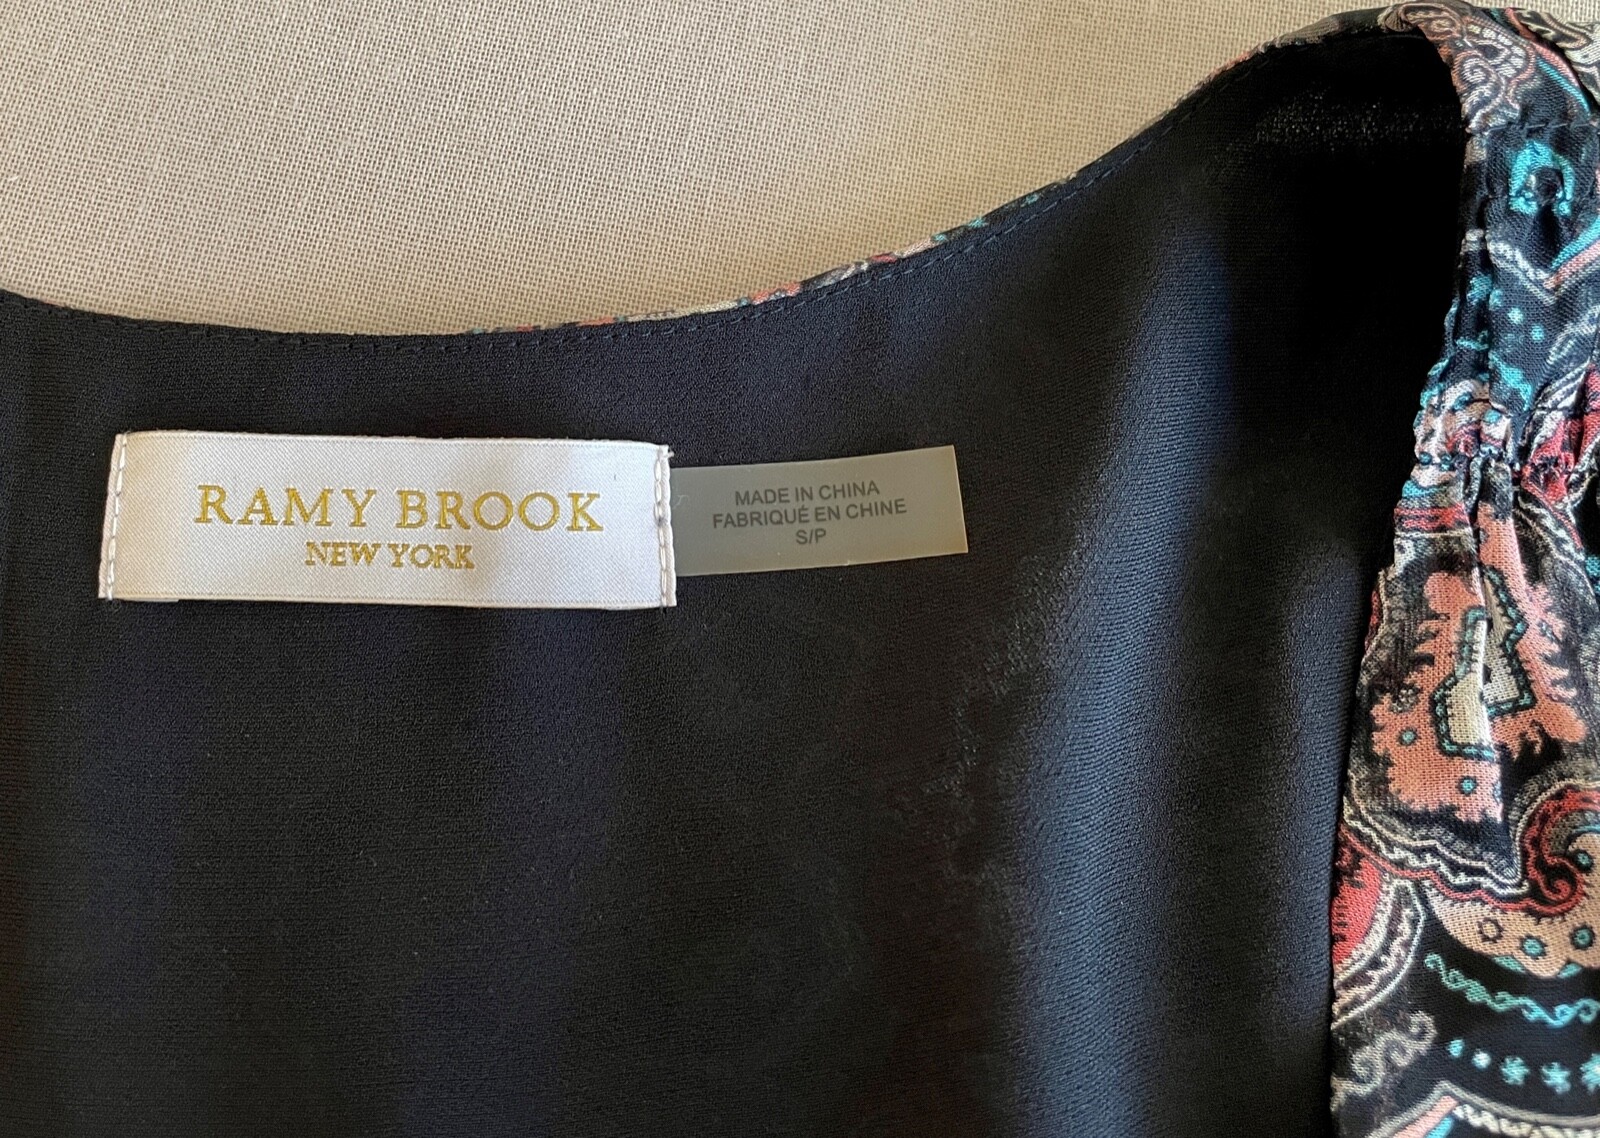 RAMY BROOK
NEW YORK
MADE IN CHINA
FABRIQUÉ EN CHINE
S/P